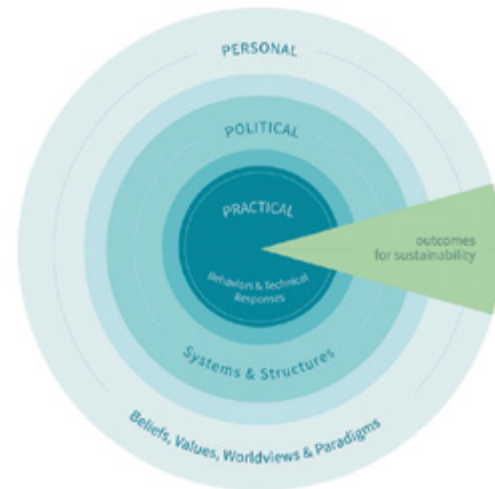 PERSONAL
POLITICAL
PRACTICAL
outcomes
for sustainability
Behaviors & Technical
Responses
Systems & Structures
Beliefs, Values, Worldviews & Paradigms